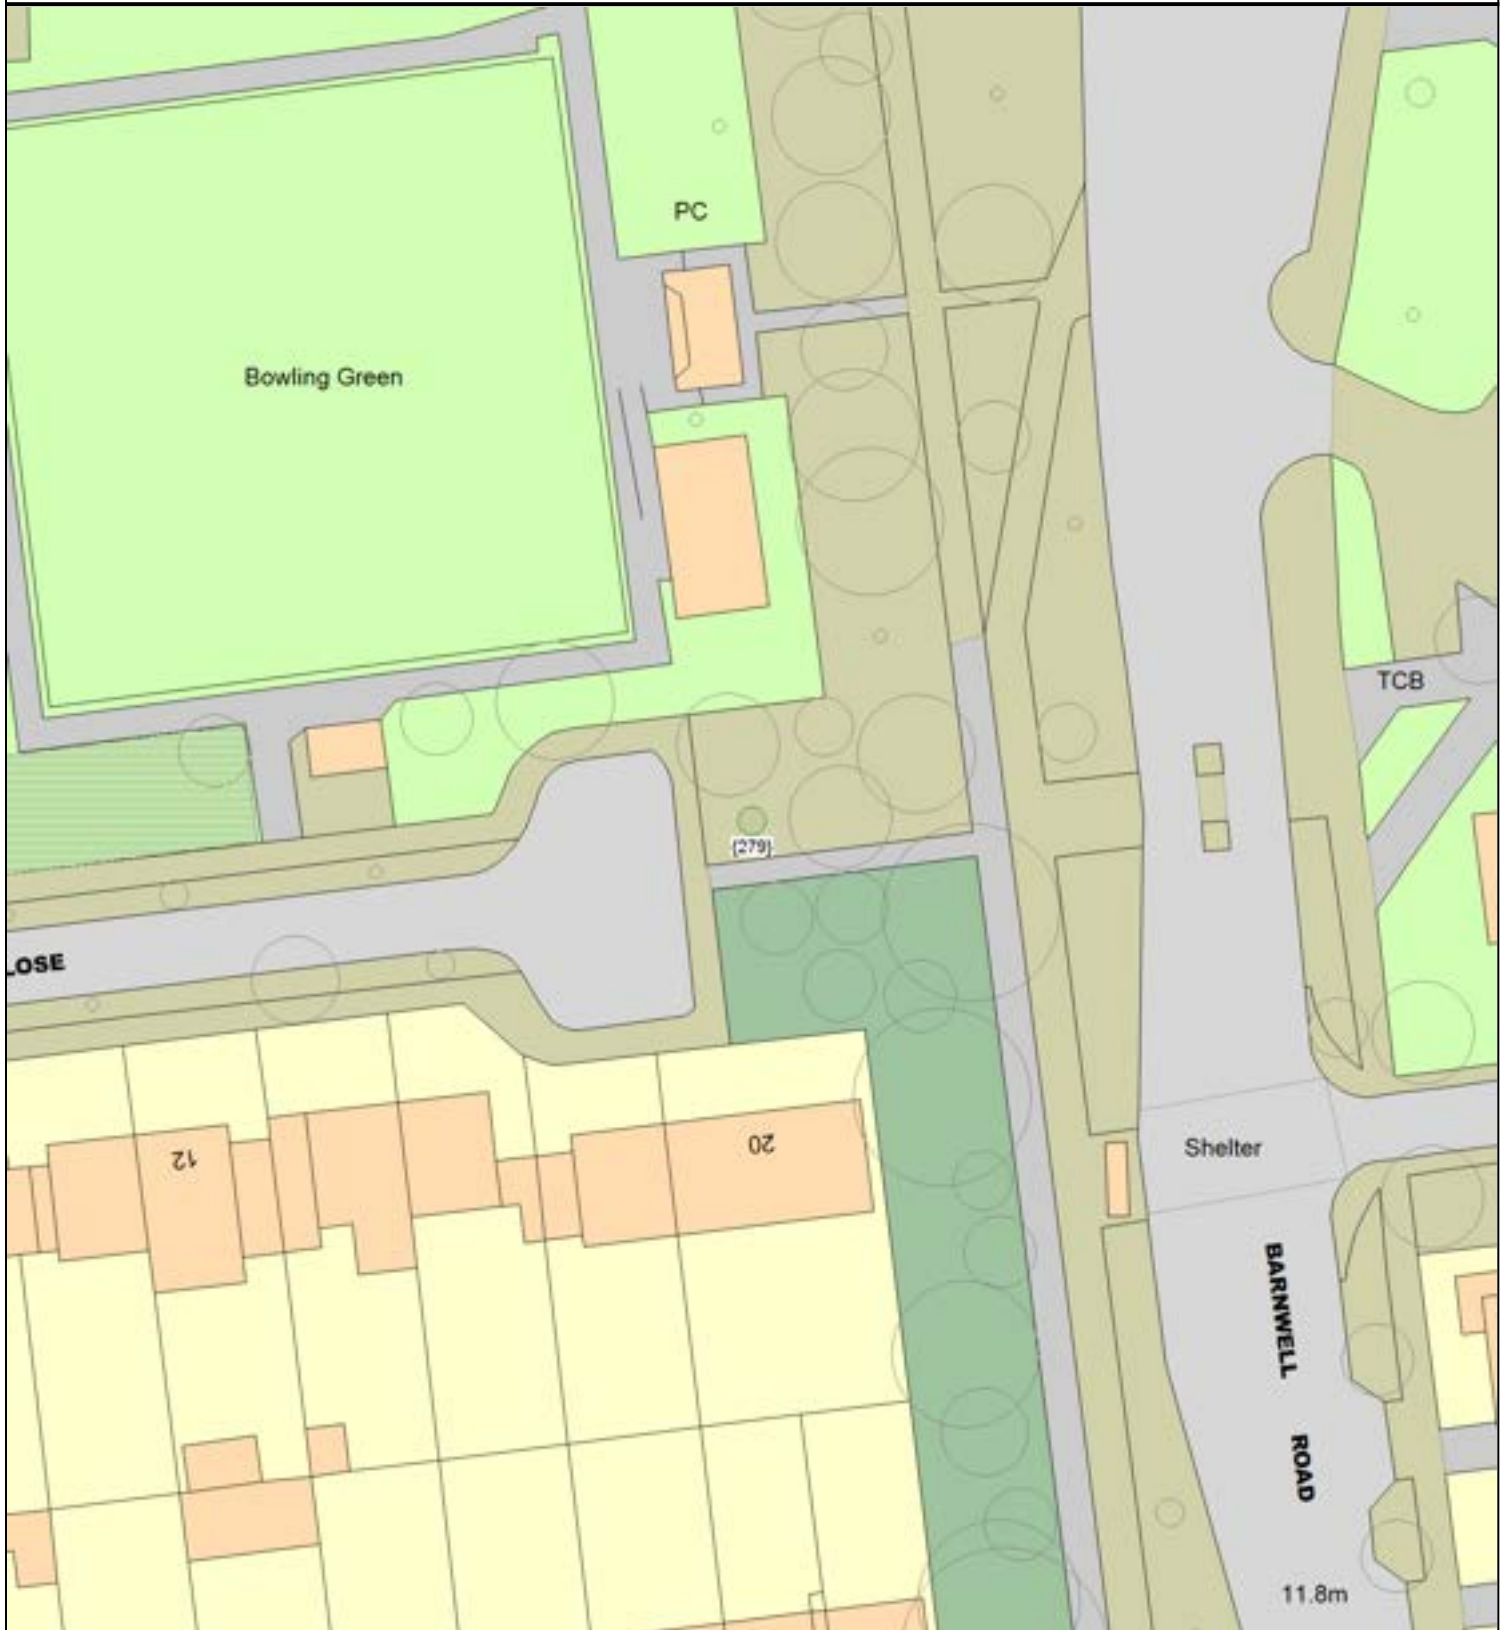 PC
Bowling Green
TCB
[279]
LOSE
12
20
Shelter
BARNWELL
ROAD
11.8m